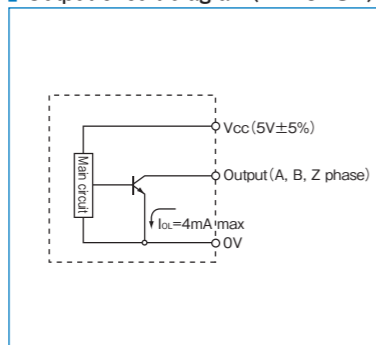 Vcc(5V±5%)
Main circuit
Output(A, B, Z phase)
IOL=4mA max
0V